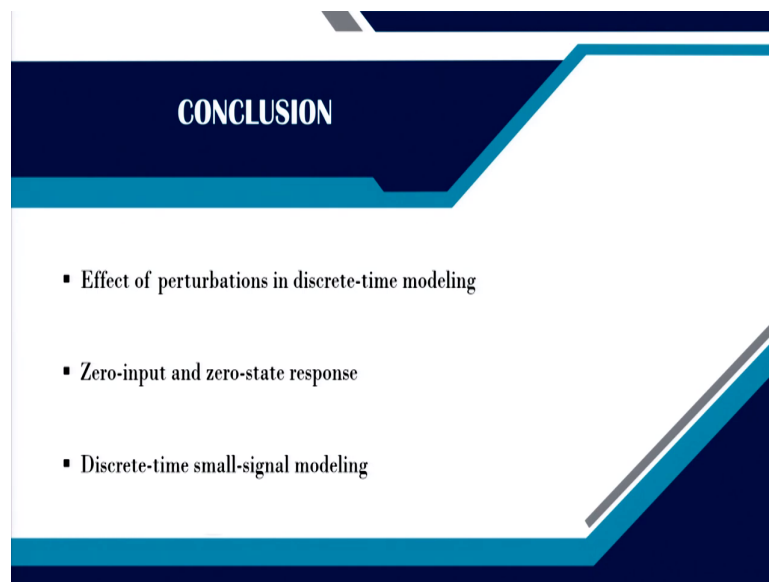 CONCLUSION
▪ Effect of perturbations in discrete-time modeling
▪ Zero-input and zero-state response
▪ Discrete-time small-signal modeling